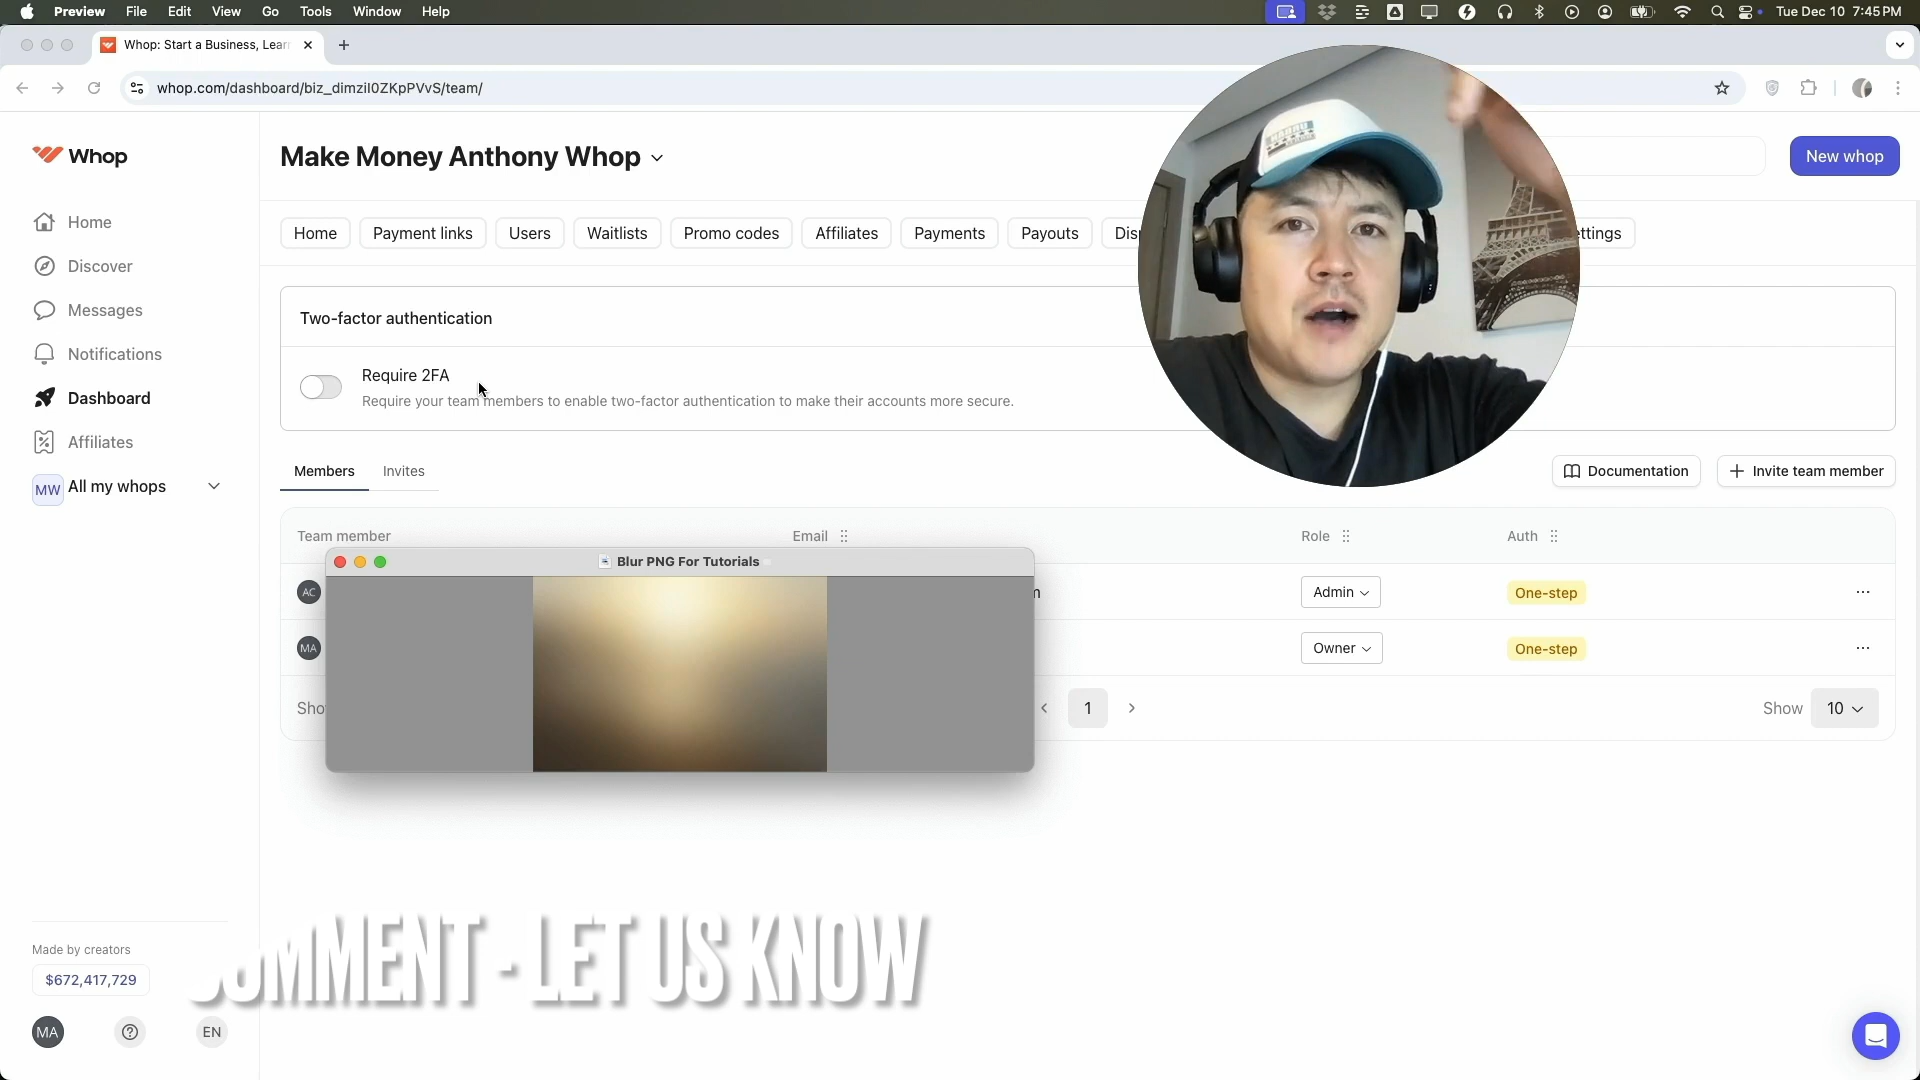 Preview File Edit View Go Tools Window Help Tue Dec 10 7:45 PM
Whop: Start a Business, Lear
whop.com/dashboard/biz_dimziI0ZKpPVvS/team/
Whop
Make Money Anthony Whop
New whop
Home
Discover
Messages
Notifications
Dashboard
Affiliates
MW All my whops
Home Payment links Users Waitlists Promo codes Affiliates Payments Payouts Dis ettings
Two-factor authentication
Require 2FA
Require your team members to enable two-factor authentication to make their accounts more secure.
Members Invites
Documentation
Invite team member
Team member Email Role Auth
Blur PNG For Tutorials
AC m Admin One-step
MA Owner One-step
Sho 1 Show 10
COMMENT - LET US KNOW
Made by creators
$672,417,729
MA EN